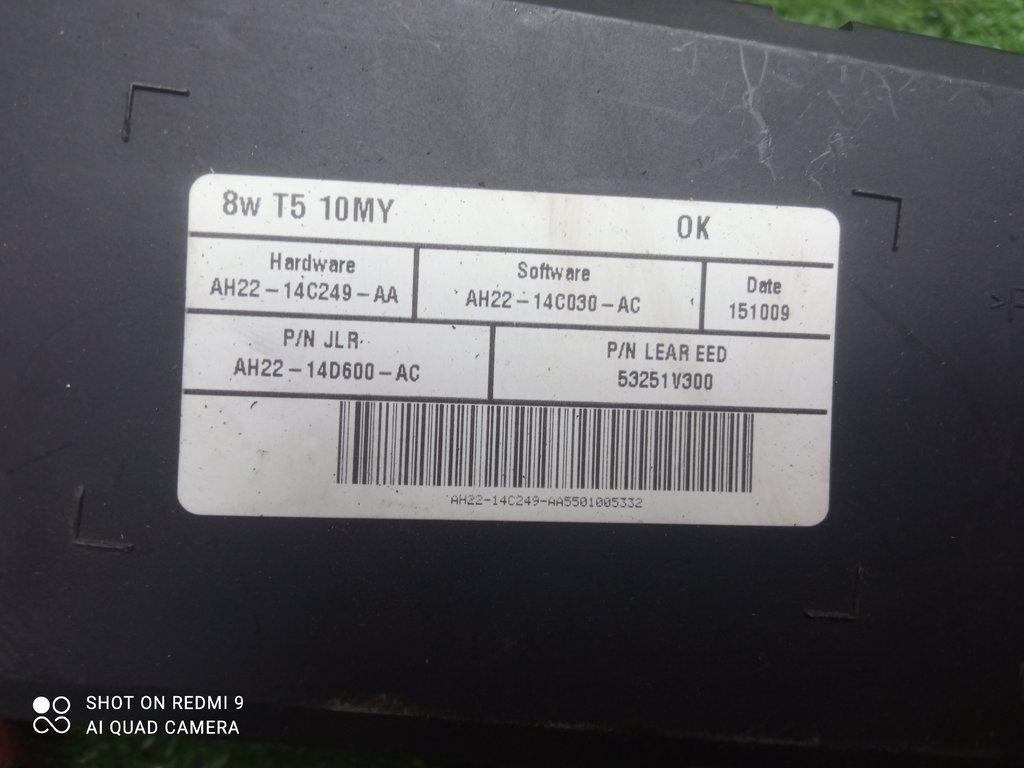 8w T5 10MY
OK
Hardware
AH22-14C249-AA
Software
AH22-14C030-AC
Date
151009
P/N JLR
AH22-14D600-AC
P/N LEAR EED
53251V300
AH22-14C249-AA5501005332
SHOT ON REDMI 9
AI QUAD CAMERA